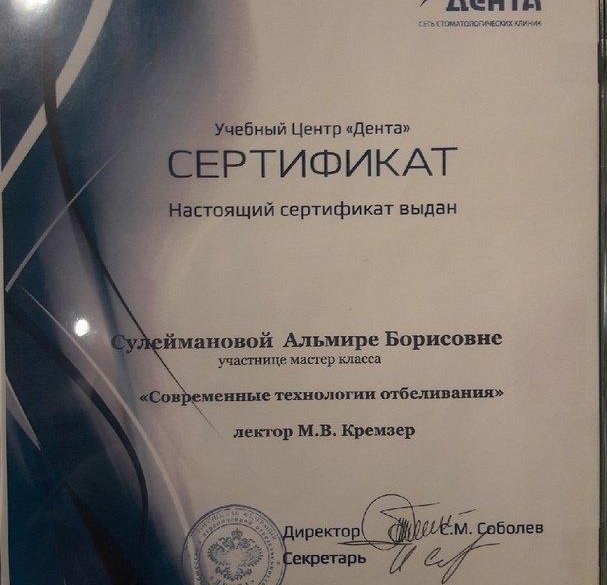 ДЕНТА
СЕТЬ СТОМАТОЛОГИЧЕСКИХ КЛИНИК
Учебный Центр «Дента»
СЕРТИФИКАТ
Настоящий сертификат выдан
Сулеймановой Альмире Борисовне
участнице мастер класса
«Современные технологии отбеливания»
лектор М.В. Кремзер
Директор С.М. Соболев
Секретарь